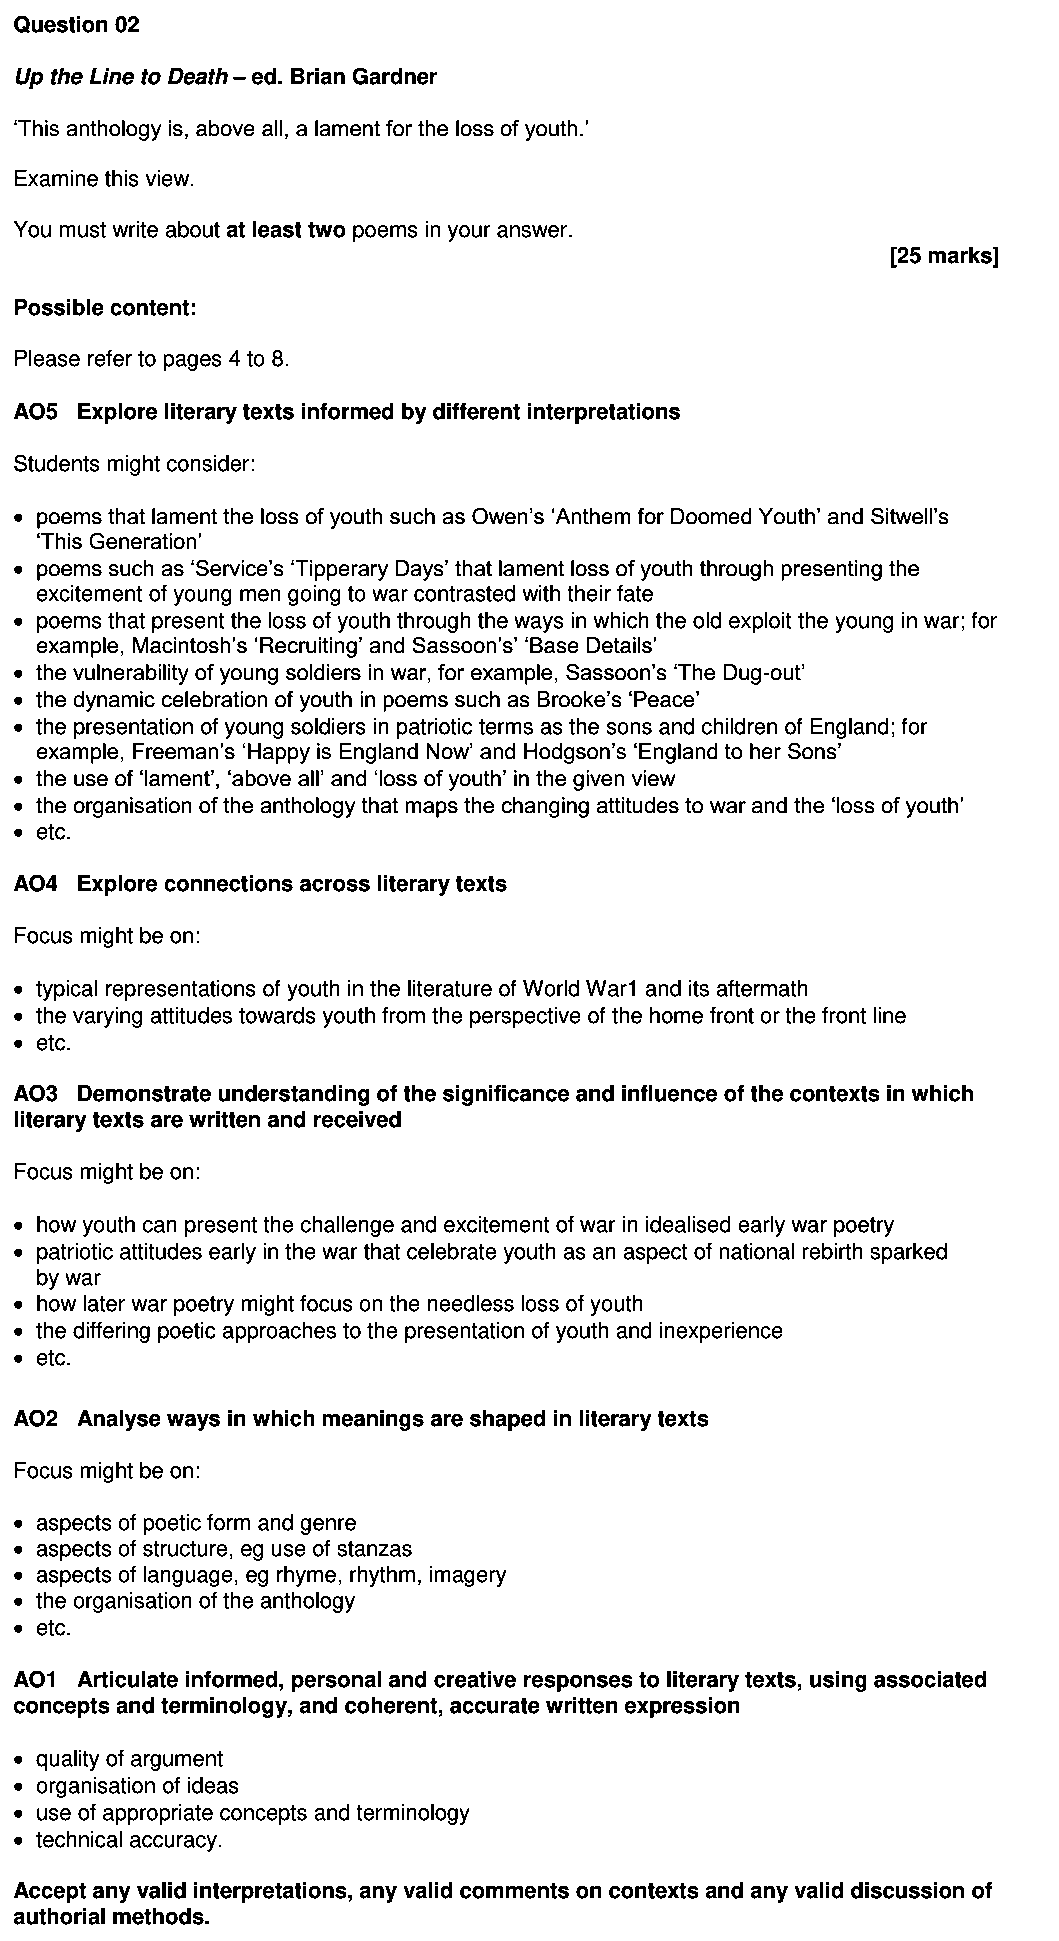 Question 02
Up the Line to Death – ed. Brian Gardner
‘This anthology is, above all, a lament for the loss of youth.’
Examine this view.
You must write about at least two poems in your answer.
[25 marks]
Possible content:
Please refer to pages 4 to 8.
AO5 Explore literary texts informed by different interpretations
Students might consider:
• poems that lament the loss of youth such as Owen’s ‘Anthem for Doomed Youth’ and Sitwell’s
‘This Generation’
• poems such as ‘Service’s ‘Tipperary Days’ that lament loss of youth through presenting the
excitement of young men going to war contrasted with their fate
• poems that present the loss of youth through the ways in which the old exploit the young in war; for
example, Macintosh’s ‘Recruiting’ and Sassoon’s’ ‘Base Details’
• the vulnerability of young soldiers in war, for example, Sassoon’s ‘The Dug-out’
• the dynamic celebration of youth in poems such as Brooke’s ‘Peace’
• the presentation of young soldiers in patriotic terms as the sons and children of England; for
example, Freeman’s ‘Happy is England Now’ and Hodgson’s ‘England to her Sons’
• the use of ‘lament’, ‘above all’ and ‘loss of youth’ in the given view
• the organisation of the anthology that maps the changing attitudes to war and the ‘loss of youth’
• etc.
AO4 Explore connections across literary texts
Focus might be on:
• typical representations of youth in the literature of World War1 and its aftermath
• the varying attitudes towards youth from the perspective of the home front or the front line
• etc.
AO3 Demonstrate understanding of the significance and influence of the contexts in which
literary texts are written and received
Focus might be on:
• how youth can present the challenge and excitement of war in idealised early war poetry
• patriotic attitudes early in the war that celebrate youth as an aspect of national rebirth sparked
by war
• how later war poetry might focus on the needless loss of youth
• the differing poetic approaches to the presentation of youth and inexperience
• etc.
AO2 Analyse ways in which meanings are shaped in literary texts
Focus might be on:
• aspects of poetic form and genre
• aspects of structure, eg use of stanzas
• aspects of language, eg rhyme, rhythm, imagery
• the organisation of the anthology
• etc.
AO1 Articulate informed, personal and creative responses to literary texts, using associated
concepts and terminology, and coherent, accurate written expression
• quality of argument
• organisation of ideas
• use of appropriate concepts and terminology
• technical accuracy.
Accept any valid interpretations, any valid comments on contexts and any valid discussion of
authorial methods.